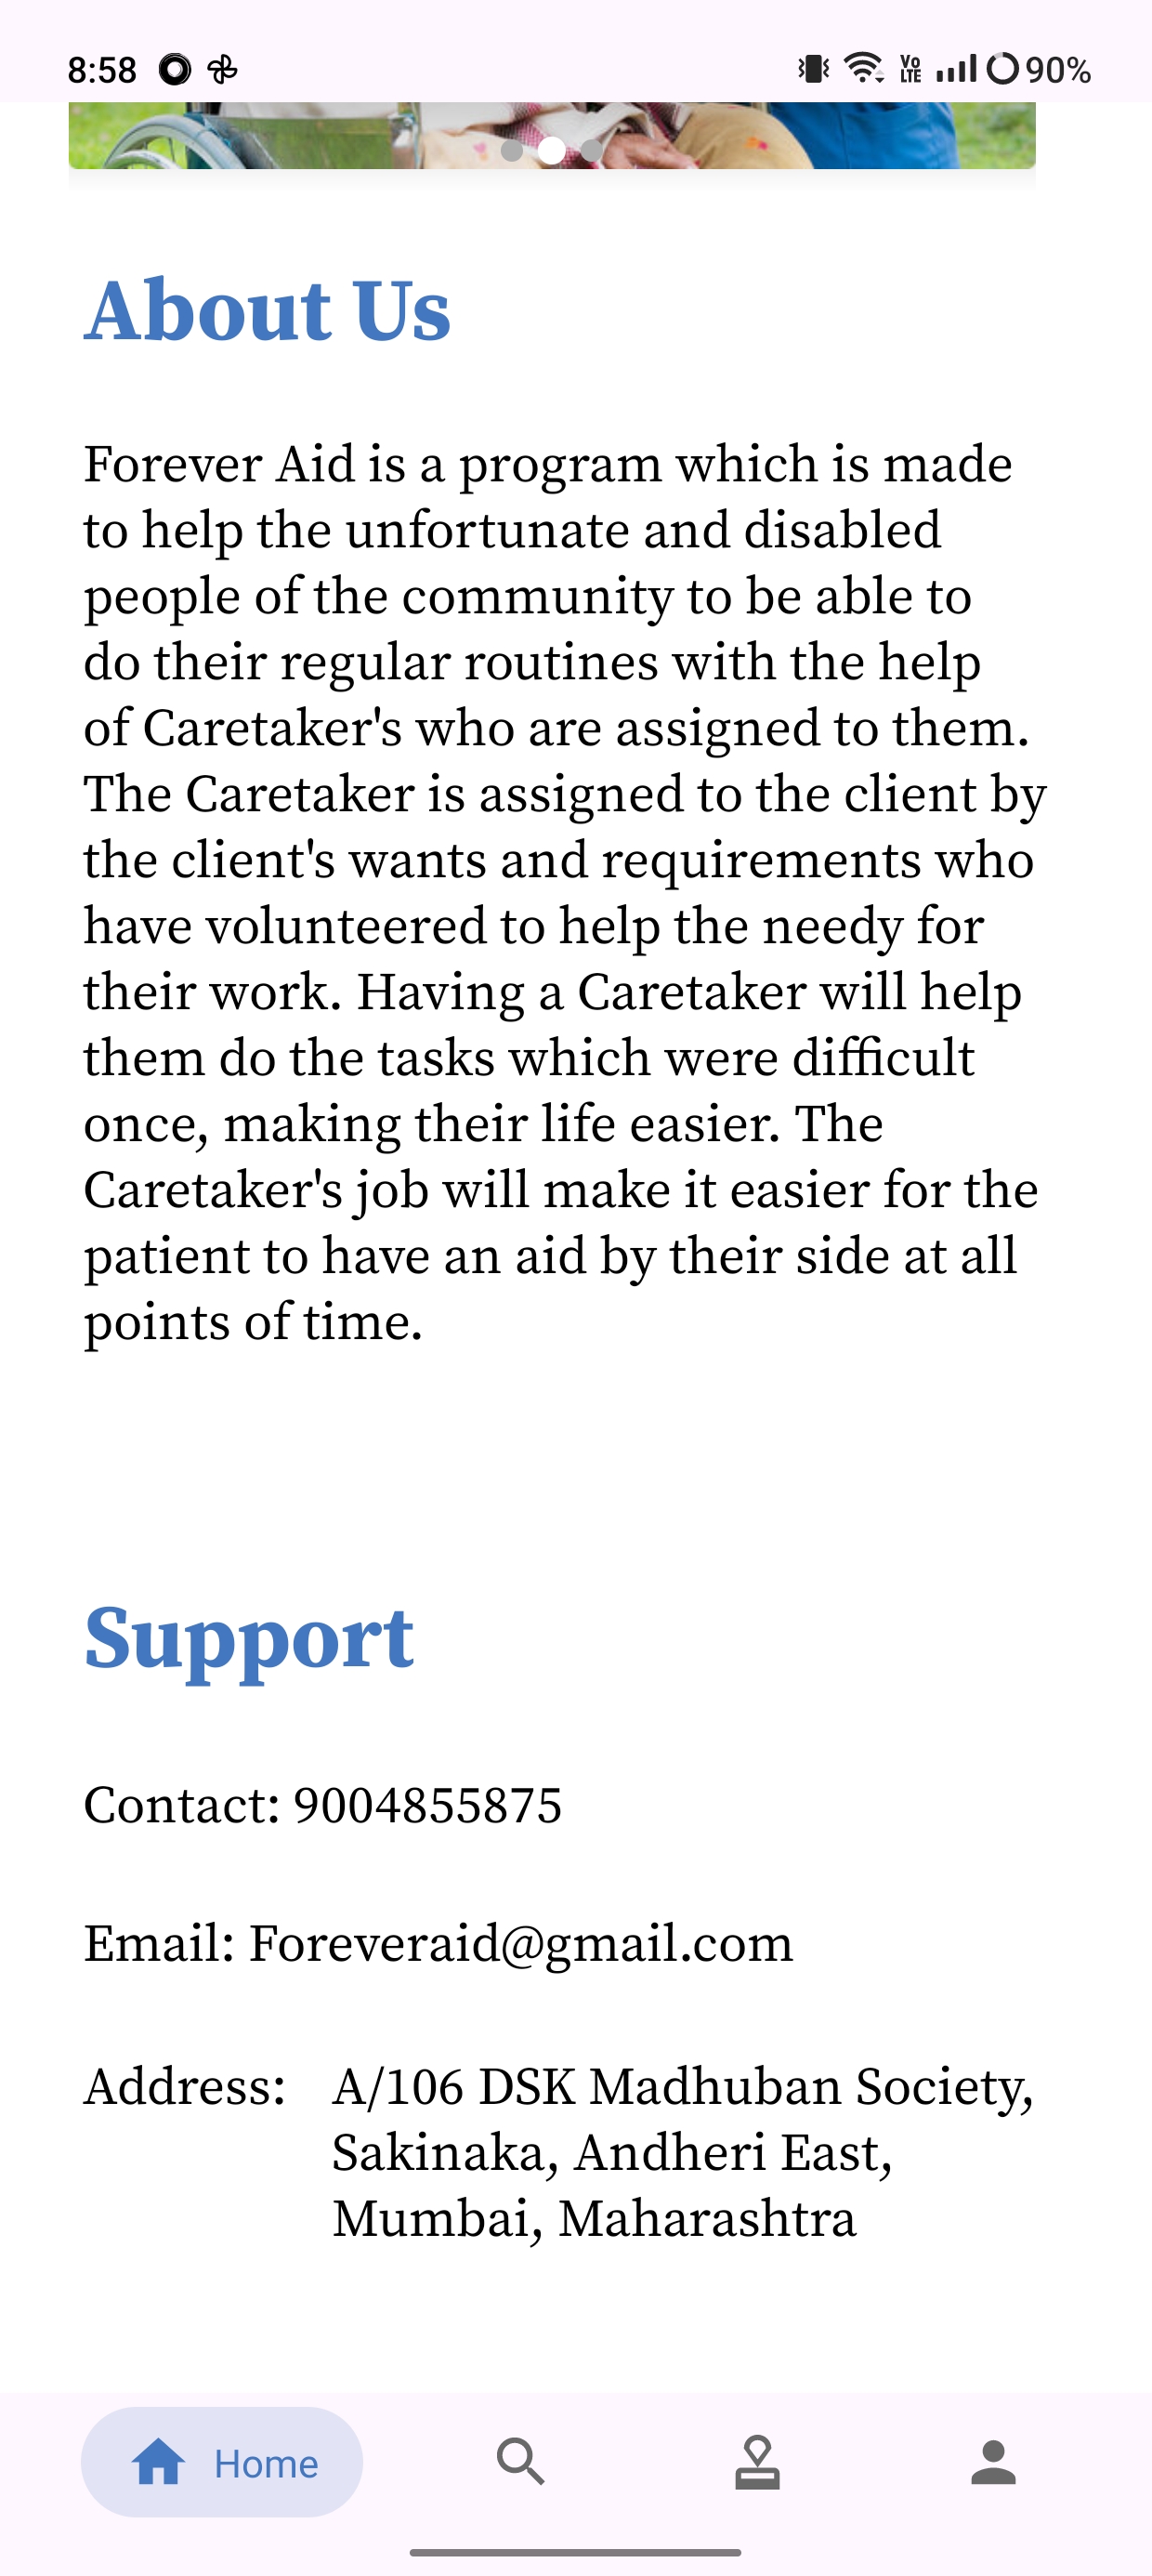 8:58
Vo
LTE
90%
About Us
Forever Aid is a program which is made
to help the unfortunate and disabled
people of the community to be able to
do their regular routines with the help
of Caretaker's who are assigned to them.
The Caretaker is assigned to the client by
the client's wants and requirements who
have volunteered to help the needy for
their work. Having a Caretaker will help
them do the tasks which were difficult
once, making their life easier. The
Caretaker's job will make it easier for the
patient to have an aid by their side at all
points of time.
Support
Contact: 9004855875
Email: Foreveraid@gmail.com
Address: A/106 DSK Madhuban Society,
Sakinaka, Andheri East,
Mumbai, Maharashtra
Home